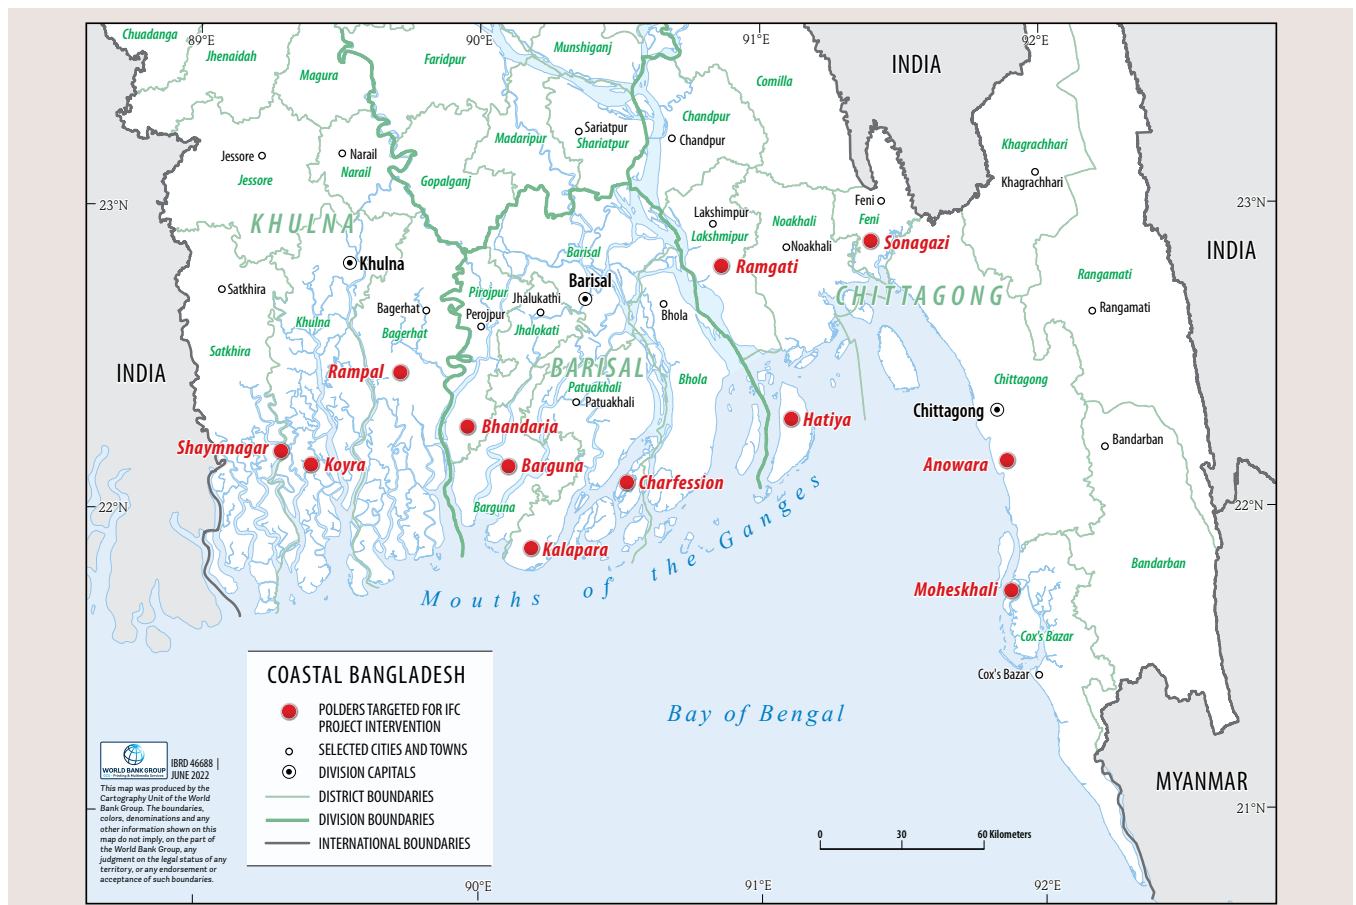 89°E
90°E
91°E
92°E
Chuadanga
Jhenaidah
Magura
Faridpur
Munshiganj
Comilla
INDIA
Chandpur
Chandpur
Sariatpur
Shariatpur
Madaripur
Khagrachhari
Khagrachhari
Jessore
Jessore
Narail
Narail
Gopalganj
23°N
23°N
KHULNA
Lakshimpur
Lakshmipur
Noakhali
Noakhali
Feni
Feni
Sonagazi
INDIA
Khulna
Barisal
Barisal
Ramgati
Rangamati
Rangamati
CHITTAGONG
Satkhira
Pirojpur
Perojpur
Jhalukathi
Jhalokati
Bhola
Bagerhat
Bagerhat
Khulna
Satkhira
INDIA
Rampal
BARISAL
Patuakhali
Patuakhali
Bhola
Chittagong
Chittagong
Hatiya
Bhandaria
Bandarban
Shaymnagar
Koyra
Barguna
Charfession
Anowara
22°N
22°N
Barguna
Kalapara
Mouths of the Ganges
Bandarban
Moheskhali
Cox's Bazar
Cox's Bazar
Bay of Bengal
MYANMAR
21°N
COASTAL BANGLADESH
POLDERS TARGETED FOR IFC
PROJECT INTERVENTION
SELECTED CITIES AND TOWNS
DIVISION CAPITALS
DISTRICT BOUNDARIES
DIVISION BOUNDARIES
INTERNATIONAL BOUNDARIES
WORLD BANK GROUP
Printing & Multimedia Services
IBRD 46688 |
JUNE 2022
This map was produced by the
Cartography Unit of the World
Bank Group. The boundaries,
colors, denominations and any
other information shown on this
map do not imply, on the part of
the World Bank Group, any
judgment on the legal status of any
territory, or any endorsement or
acceptance of such boundaries.
0 30 60 Kilometers
90°E
91°E
92°E